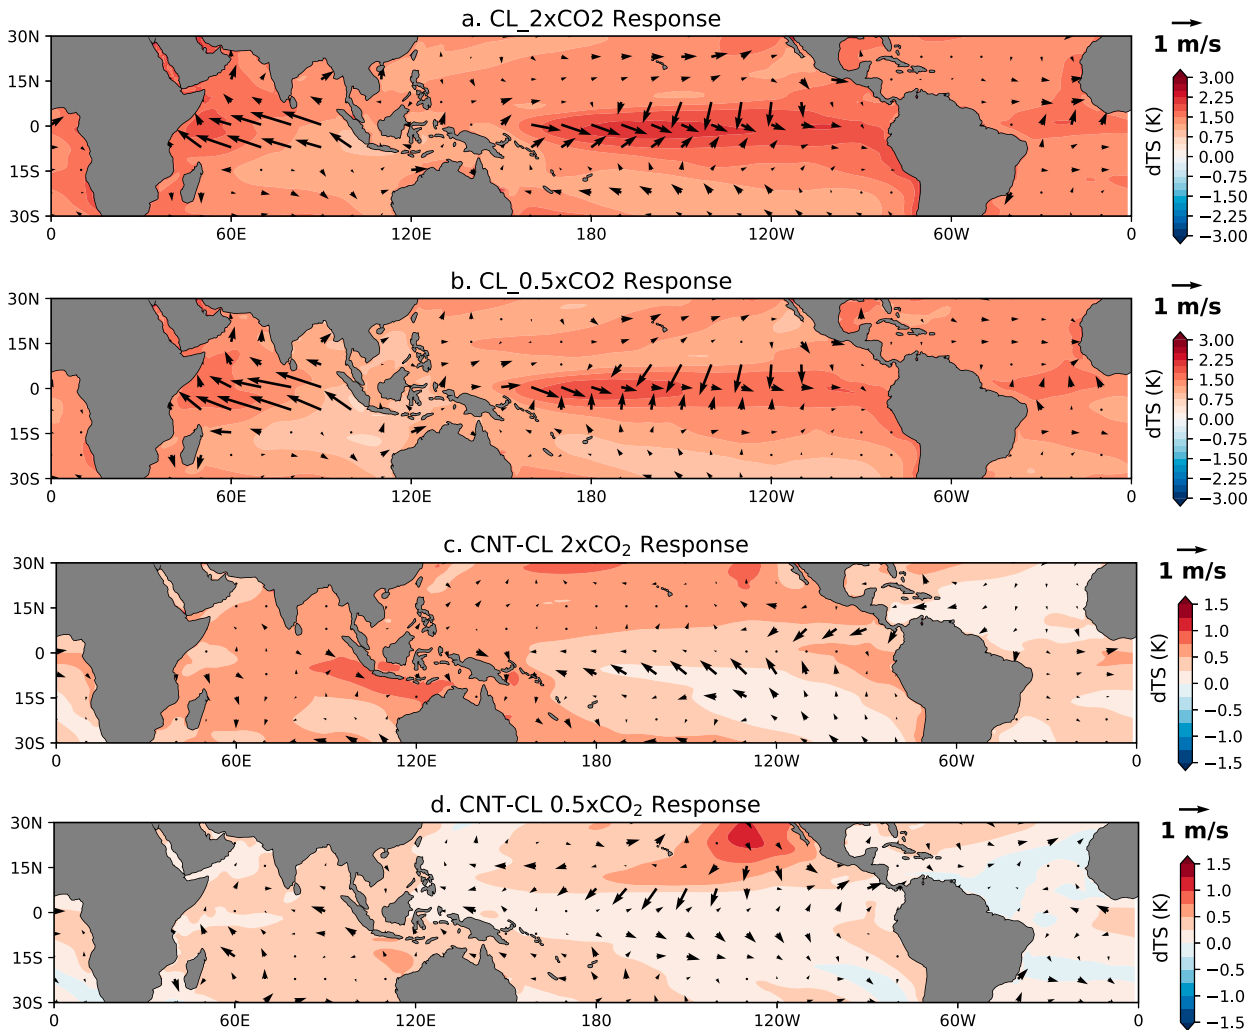 a. CL_2xCO2 Response
30N
15N
0
15S
30S
0
60E
120E
180
120W
60W
0
1 m/s
3.00
2.25
1.50
0.75
0.00
−0.75
−1.50
−2.25
−3.00
dTS (K)
b. CL_0.5xCO2 Response
30N
15N
0
15S
30S
0
60E
120E
180
120W
60W
0
1 m/s
3.00
2.25
1.50
0.75
0.00
−0.75
−1.50
−2.25
−3.00
dTS (K)
c. CNT-CL 2xCO₂ Response
30N
15N
0
15S
30S
0
60E
120E
180
120W
60W
0
1 m/s
1.5
1.0
0.5
0.0
−0.5
−1.0
−1.5
dTS (K)
d. CNT-CL 0.5xCO₂ Response
30N
15N
0
15S
30S
0
60E
120E
180
120W
60W
0
1 m/s
1.5
1.0
0.5
0.0
−0.5
−1.0
−1.5
dTS (K)